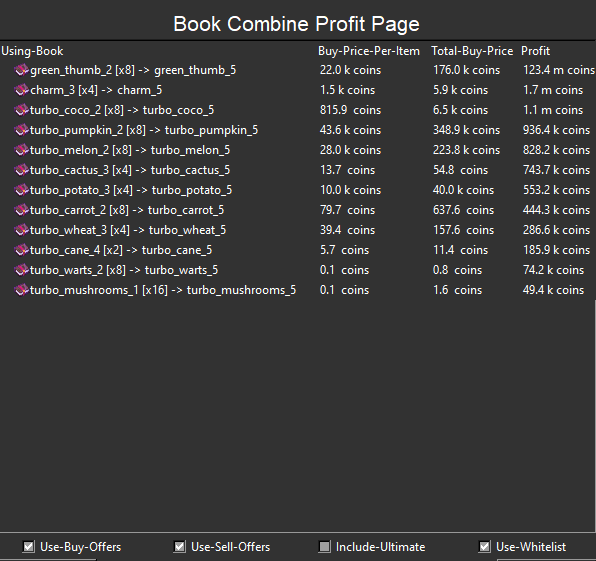 Book Combine Profit Page
Using-Book Buy-Price-Per-Item Total-Buy-Price Profit
green_thumb_2 [x8] -> green_thumb_5 22.0 k coins 176.0 k coins 123.4 m coins
charm_3 [x4] -> charm_5 1.5 k coins 5.9 k coins 1.7 m coins
turbo_coco_2 [x8] -> turbo_coco_5 815.9 coins 6.5 k coins 1.1 m coins
turbo_pumpkin_2 [x8] -> turbo_pumpkin_5 43.6 k coins 348.9 k coins 936.4 k coins
turbo_melon_2 [x8] -> turbo_melon_5 28.0 k coins 223.8 k coins 828.2 k coins
turbo_cactus_3 [x4] -> turbo_cactus_5 13.7 coins 54.8 coins 743.7 k coins
turbo_potato_3 [x4] -> turbo_potato_5 10.0 k coins 40.0 k coins 553.2 k coins
turbo_carrot_2 [x8] -> turbo_carrot_5 79.7 coins 637.6 coins 444.3 k coins
turbo_wheat_3 [x4] -> turbo_wheat_5 39.4 coins 157.6 coins 286.6 k coins
turbo_cane_4 [x2] -> turbo_cane_5 5.7 coins 11.4 coins 185.9 k coins
turbo_warts_2 [x8] -> turbo_warts_5 0.1 coins 0.8 coins 74.2 k coins
turbo_mushrooms_1 [x16] -> turbo_mushrooms_5 0.1 coins 1.6 coins 49.4 k coins
Use-Buy-Offers Use-Sell-Offers Include-Ultimate Use-Whitelist